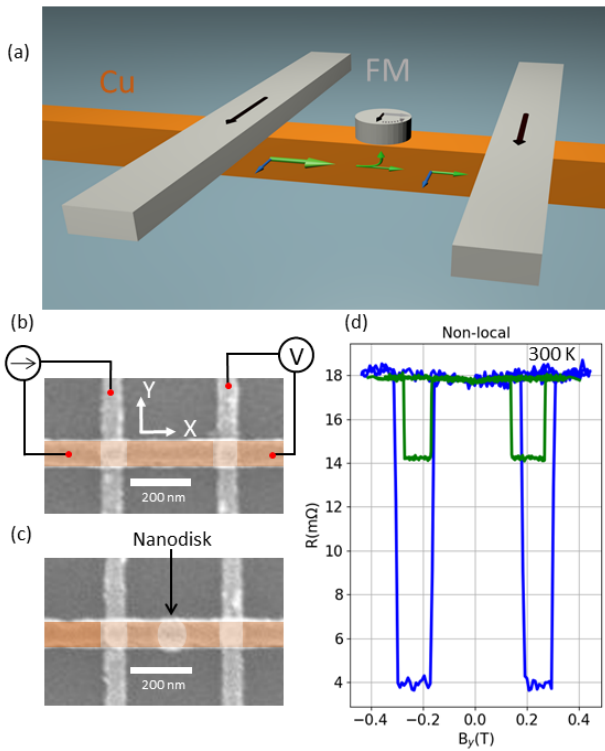 (a)
Cu
FM
(b)
V
Y
X
200 nm
(c)
Nanodisk
200 nm
(d)
Non-local
300 K
18
16
14
12
10
8
6
4
R(mΩ)
−0.4 −0.2 0.0 0.2 0.4
By(T)